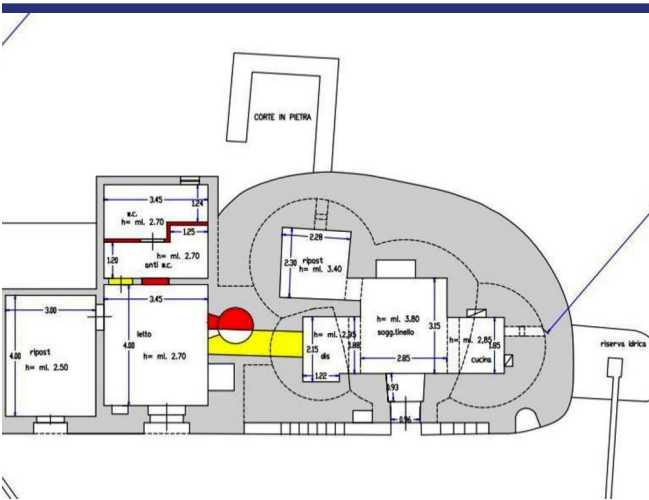 CORTE IN PIETRA
3.45
1.24
w.c.
h= ml. 2.70
1.25
1.20
h= ml. 2.70
anti w.c.
2.28
2.30
ripost
h= ml. 3.40
3.00
4.00
ripost
h= ml. 2.50
3.45
letto
4.00
h= ml. 2.70
h= ml. 2.95
2.15
1.88
dis
1.22
h= ml. 3.80
sogg.tinello
3.15
2.85
h= ml. 2.85
1.85
cucina
0.93
0.96
riserva idrica